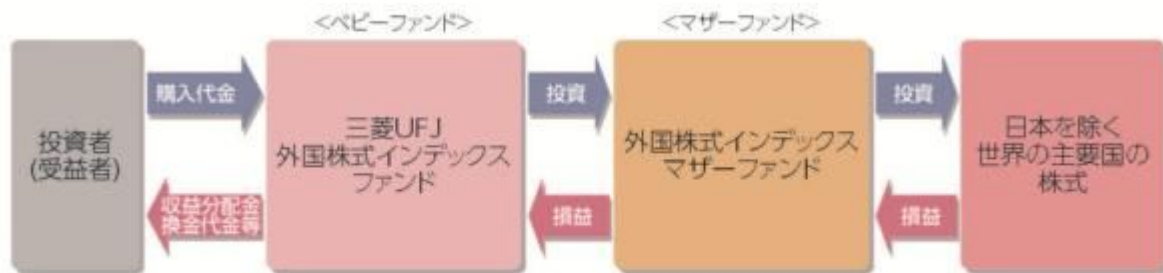 <ベビーファンド>
<マザーファンド>
投資者
(受益者)
購入代金
収益分配金
換金代金等
三菱UFJ
外国株式インデックス
ファンド
投資
損益
外国株式インデックス
マザーファンド
投資
損益
日本を除く
世界の主要国の
株式